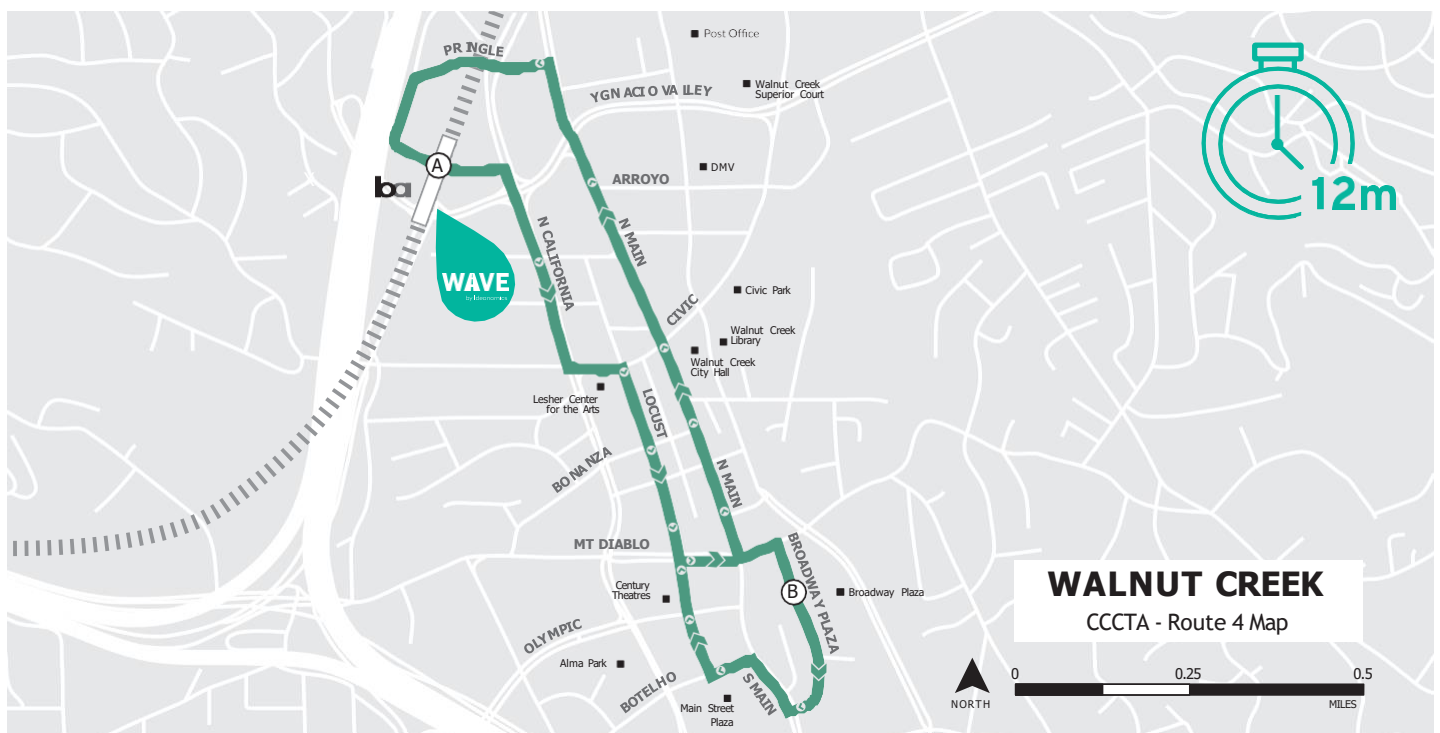 PRINGLE
Post Office
YGNACIO VALLEY
Walnut Creek
Superior Court
12m
A
ba
ARROYO
DMV
N CALIFORNIA
N MAIN
WAVE
by Ideanomics
CIVIC
Civic Park
Walnut Creek
Library
Walnut Creek
City Hall
Lesher Center
for the Arts
LOCUST
BONANZA
N MAIN
MT DIABLO
BROADWAY PLAZA
Century
Theatres
B
Broadway Plaza
OLYMPIC
Alma Park
BOTELHO
S MAIN
Main Street
Plaza
WALNUT CREEK
CCCTA - Route 4 Map
NORTH
0 0.25 0.5
MILES